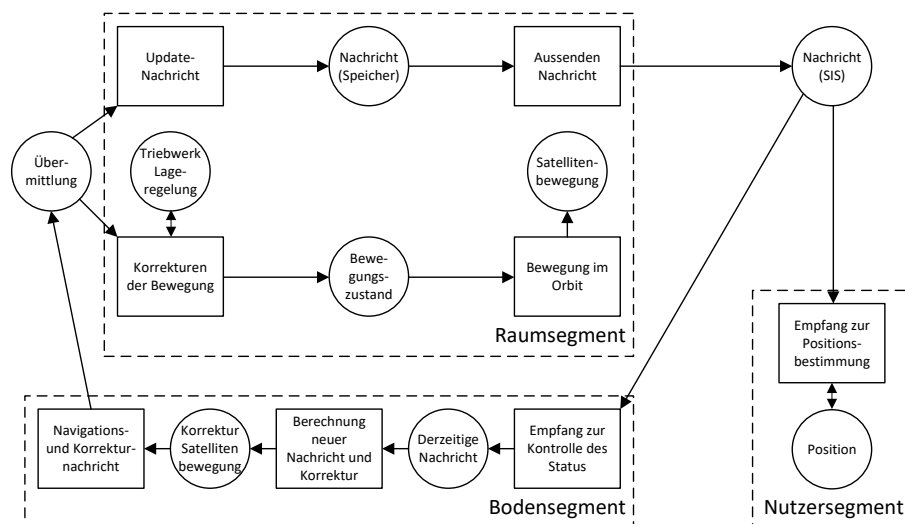 Update-
Nachricht
Nachricht
(Speicher)
Aussenden
Nachricht
Nachricht
(SIS)
Über-
mittlung
Triebwerk
Lage-
regelung
Satelliten-
bewegung
Korrekturen
der Bewegung
Bewe-
gungs-
zustand
Bewegung im
Orbit
Raumsegment
Empfang zur
Positions-
bestimmung
Navigations-
und Korrektur-
nachricht
Korrektur
Satelliten
bewegung
Berechnung
neuer
Nachricht und
Korrektur
Derzeitige
Nachricht
Empfang zur
Kontrolle des
Status
Position
Bodensegment
Nutzersegment